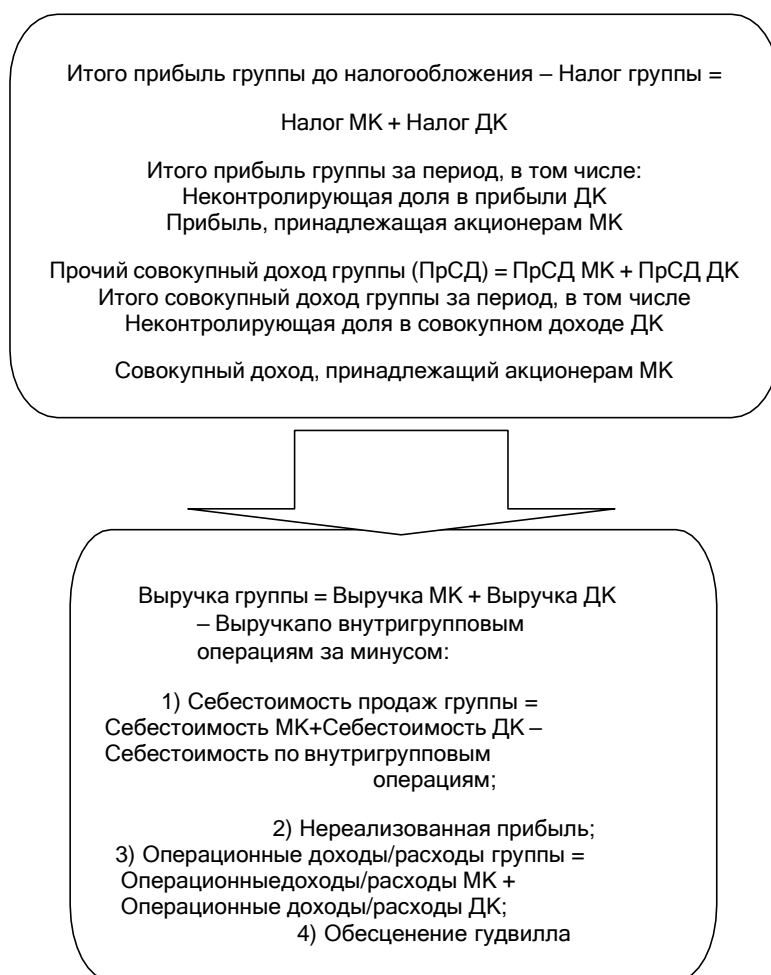 Итого прибыль группы до налогообложения – Налог группы =
Налог МК + Налог ДК
Итого прибыль группы за период, в том числе:
Неконтролирующая доля в прибыли ДК
Прибыль, принадлежащая акционерам МК
Прочий совокупный доход группы (ПрСД) = ПрСД МК + ПрСД ДК
Итого совокупный доход группы за период, в том числе
Неконтролирующая доля в совокупном доходе ДК
Совокупный доход, принадлежащий акционерам МК
Выручка группы = Выручка МК + Выручка ДК
– Выручкапо внутригрупповым
операциям за минусом:
1) Себестоимость продаж группы =
Себестоимость МК+Себестоимость ДК –
Себестоимость по внутригрупповым
операциям;
2) Нереализованная прибыль;
3) Операционные доходы/расходы группы =
Операционныедоходы/расходы МК +
Операционные доходы/расходы ДК;
4) Обесценение гудвилла